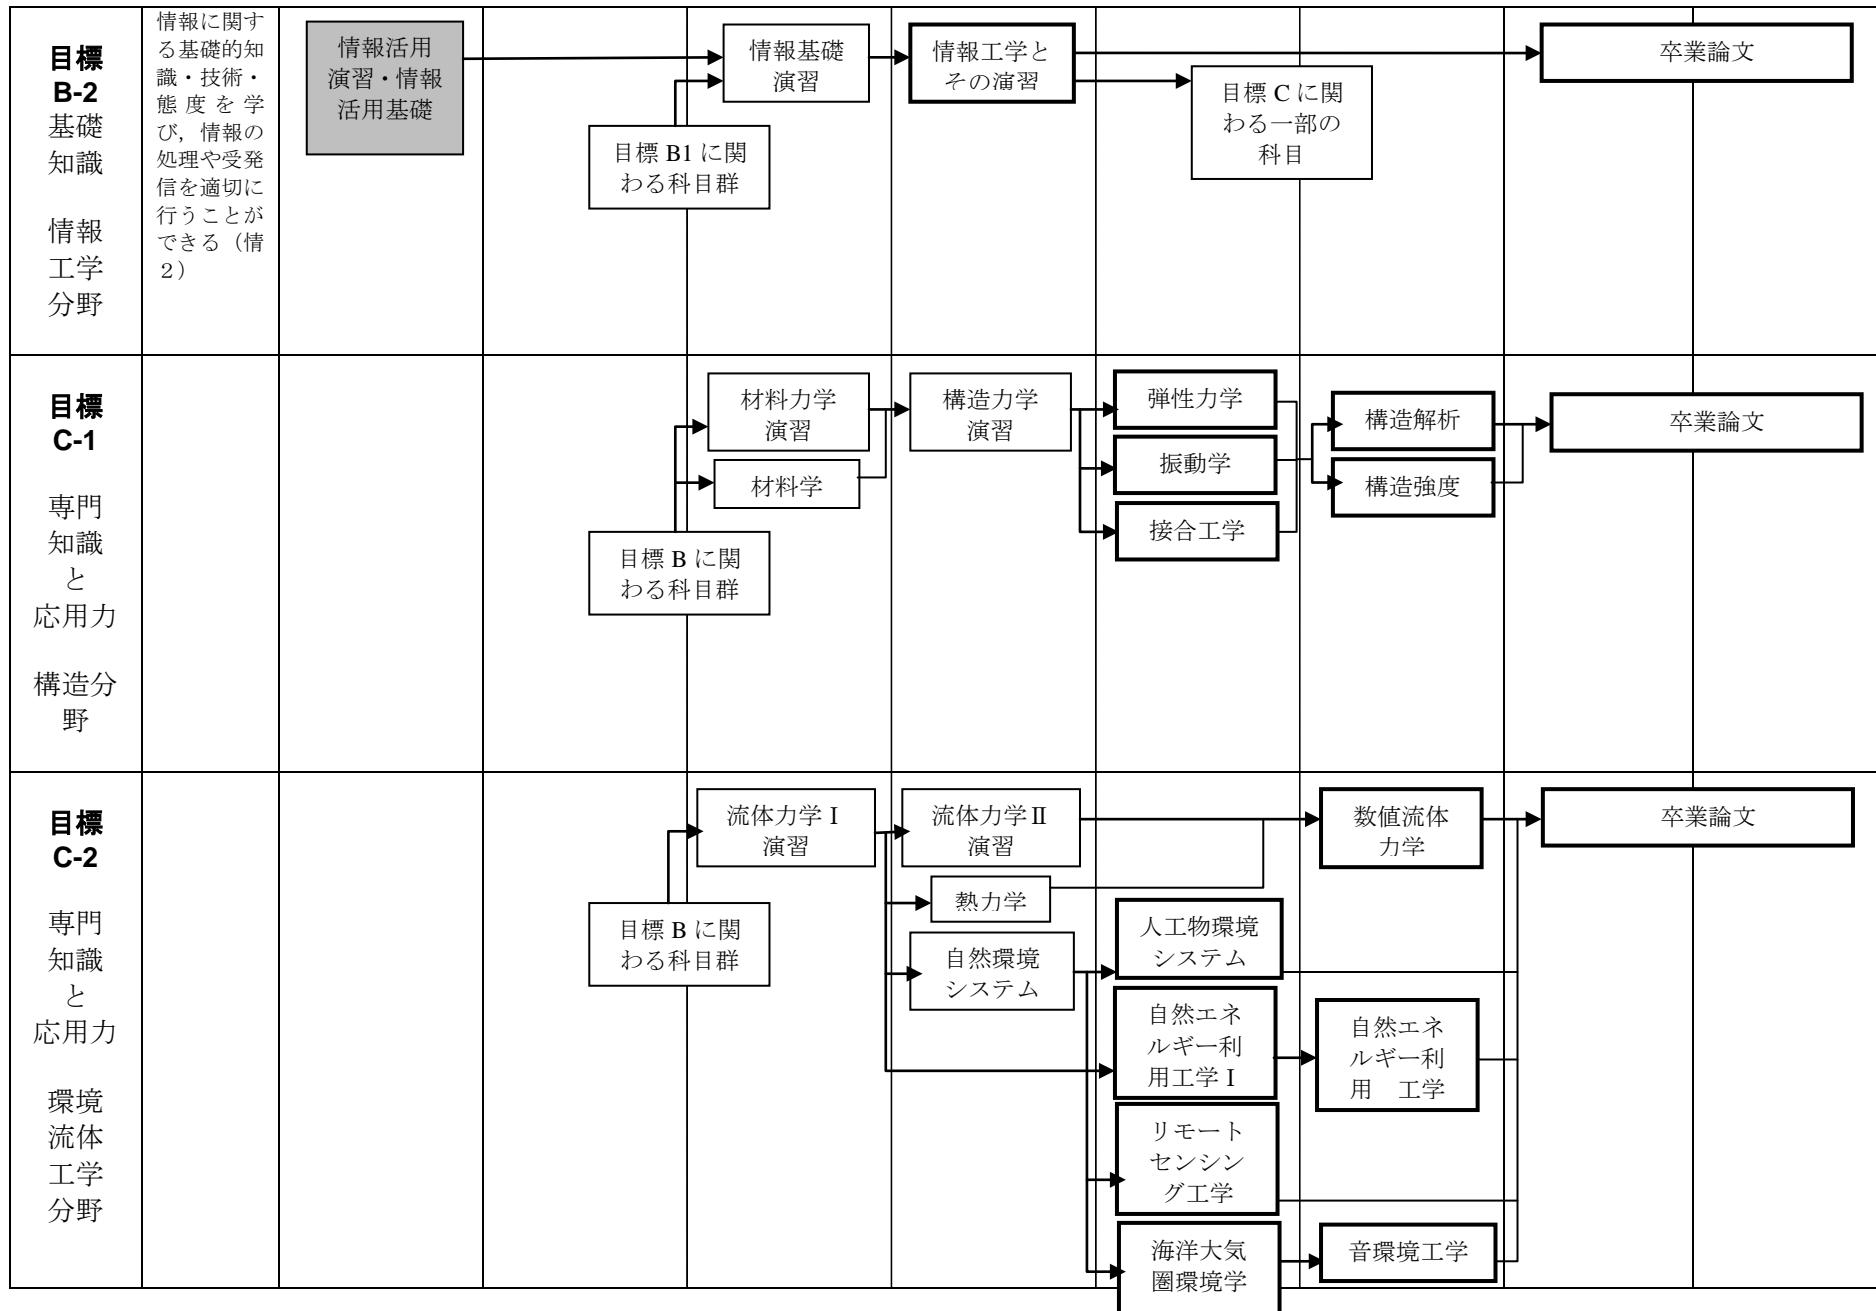 目標
B-2
基礎
知識
情報
工学
分野
情報に関す
る基礎的知
識・技術・
態度を学
び，情報の
処理や受発
信を適切に
行うことが
できる（情
２）
情報活用
演習・情報
活用基礎
目標 B1 に関
わる科目群
情報基礎
演習
情報工学と
その演習
目標 C に関
わる一部の
科目
卒業論文
目標
C-1
専門
知識
と
応用力
構造分
野
目標 B に関
わる科目群
材料力学
演習
材料学
構造力学
演習
弾性力学
振動学
接合工学
構造解析
構造強度
卒業論文
目標
C-2
専門
知識
と
応用力
環境
流体
工学
分野
目標 B に関
わる科目群
流体力学Ⅰ
演習
流体力学Ⅱ
演習
熱力学
自然環境
システム
人工物環境
システム
自然エネ
ルギー利
用工学Ⅰ
リモート
センシン
グ工学
海洋大気
圏環境学
数値流体
力学
自然エネ
ルギー利
用　工学
音環境工学
卒業論文